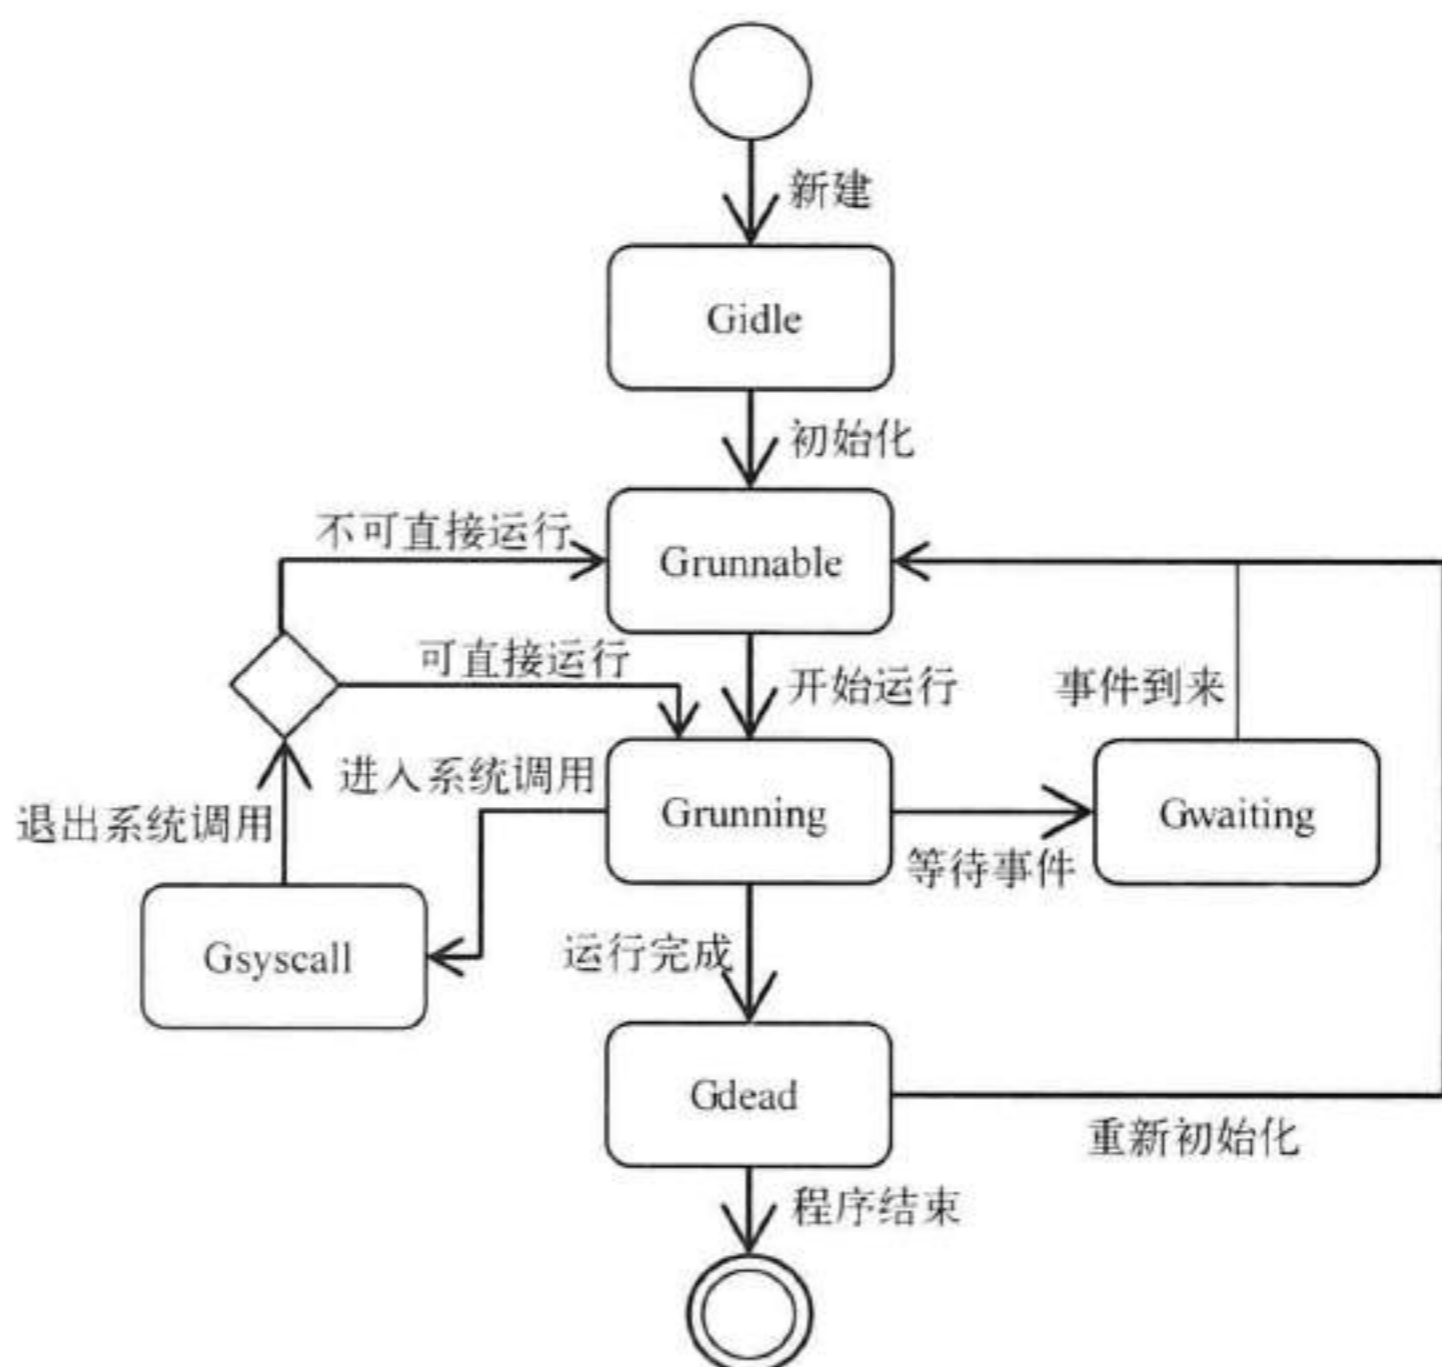 新建
Gidle
初始化
不可直接运行
Grunnable
可直接运行
开始运行
事件到来
进入系统调用
退出系统调用
Grunning
Gwaiting
等待事件
运行完成
Gsyscall
Gdead
重新初始化
程序结束